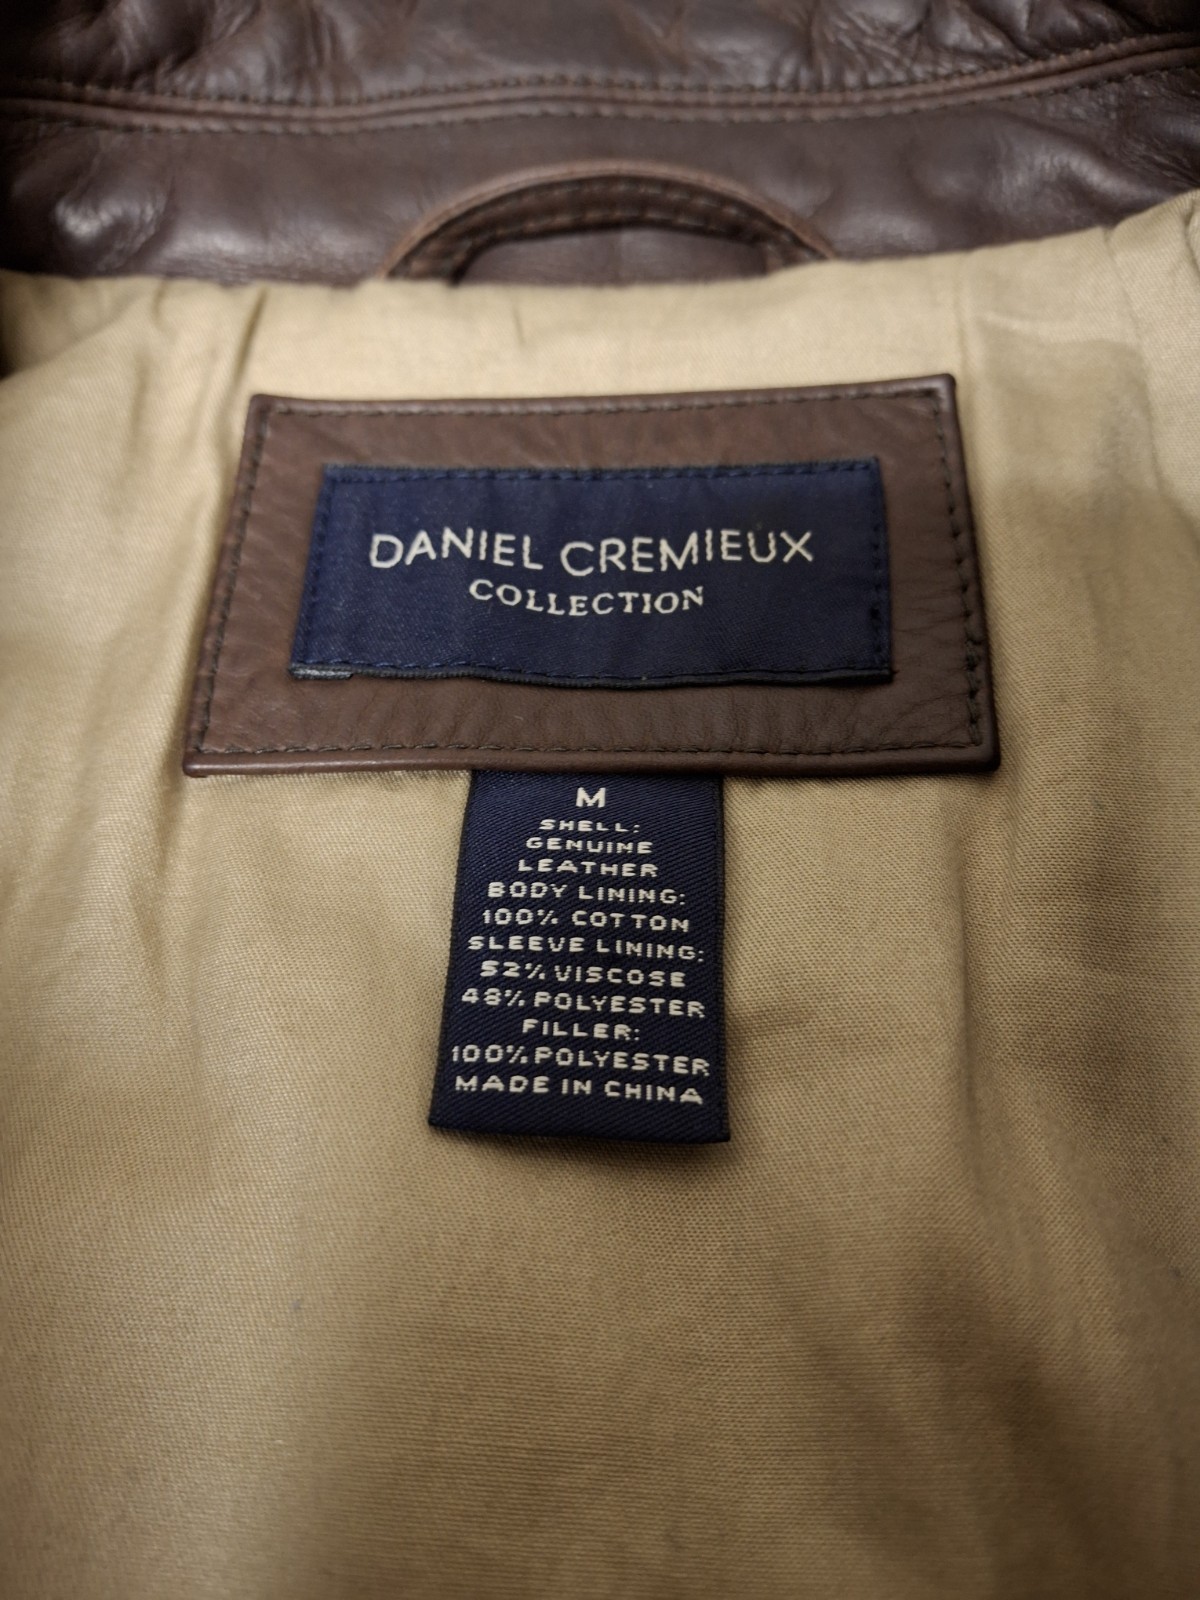 DANIEL CREMIEUX
COLLECTION
M
SHELL:
GENUINE
LEATHER
BODY LINING:
100% COTTON
SLEEVE LINING:
52% VISCOSE
48% POLYESTER
FILLER:
100% POLYESTER
MADE IN CHINA